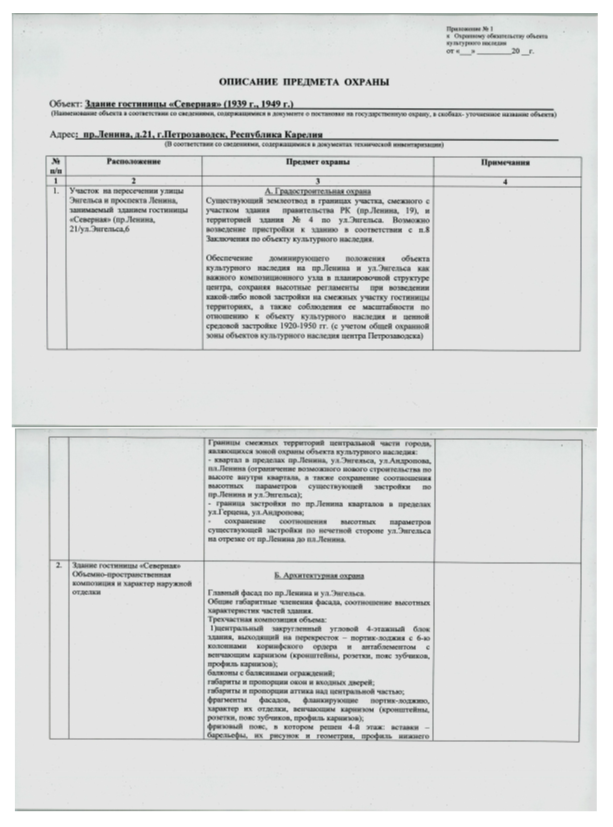 Приложение № 1
к Охранному обязательству объекта
культурного наследия
от «___» __________20 __г.
ОПИСАНИЕ ПРЕДМЕТА ОХРАНЫ
Объект: Здание гостиницы «Северная» (1939 г., 1949 г.)
(Наименование объекта в соответствии со сведениями, содержащимися в документе о постановке на государственную охрану, в скобках- уточненное название объекта)
Адрес: пр.Ленина, д.21, г.Петрозаводск, Республика Карелия
(В соответствии со сведениями, содержащимися в документах технической инвентаризации)
№ п/п Расположение Предмет охраны Примечания
1 2 3 4
1. Участок на пересечении улицы
Энгельса и проспекта Ленина,
занимаемый зданием гостиницы
«Северная» (пр.Ленина,
21/ул.Энгельса,6
А. Градостроительная охрана
Существующий землеотвод в границах участка, смежного с
участком здания правительства РК (пр.Ленина, 19), и
территорией здания № 4 по ул.Энгельса. Возможно
возведение пристройки к зданию в соответствии с п.8
Заключения по объекту культурного наследия.
Обеспечение доминирующего положения объекта
культурного наследия на пр.Ленина и ул.Энгельса как
важного композиционного узла в планировочной структуре
центра, сохраняя высотные регламенты при возведении
какой-либо новой застройки на смежных участку гостиницы
территориях, а также соблюдения ее масштабности по
отношению к объекту культурного наследия и ценной
средовой застройке 1920-1950 гг. (с учетом общей охранной
зоны объектов культурного наследия центра Петрозаводска)
Границы смежных территорий центральной части города,
являющихся зоной охраны объекта культурного наследия:
- квартал в пределах пр.Ленина, ул.Энгельса, ул.Андропова,
пл.Ленина (ограничение возможного нового строительства по
высоте внутри квартала, а также сохранение соотношения
высотных параметров существующей застройки по
пр.Ленина и ул.Энгельса);
- граница застройки по пр.Ленина кварталов в пределах
ул.Герцена, ул.Андропова;
- сохранение соотношения высотных параметров
существующей застройки по нечетной стороне ул.Энгельса
на отрезке от пр.Ленина до пл.Ленина.
2. Здание гостиницы «Северная»
Объемно-пространственная
композиция и характер наружной
отделки
Б. Архитектурная охрана
Главный фасад по пр.Ленина и ул.Энгельса.
Общие габаритные членения фасада, соотношение высотных
характеристик частей здания.
Трехчастная композиция объема:
1)центральный закругленный угловой 4-этажный блок
здания, выходящий на перекресток – портик-лоджия с 6-ю
колоннами коринфского ордера и антаблементом с
венчающим карнизом (кронштейны, розетки, пояс зубчиков,
профиль карнизов);
балконы с балясинами ограждений;
габариты и пропорции окон и входных дверей;
габариты и пропорции аттика над центральной частью;
фрагменты фасадов, фланкирующие портик-лоджию,
характер их отделки, венчающим карнизом (кронштейны,
розетки, пояс зубчиков, профиль карнизов);
фризовый пояс, в котором решен 4-й этаж: вставки –
барельефы, их рисунок и геометрия, профиль нижнего